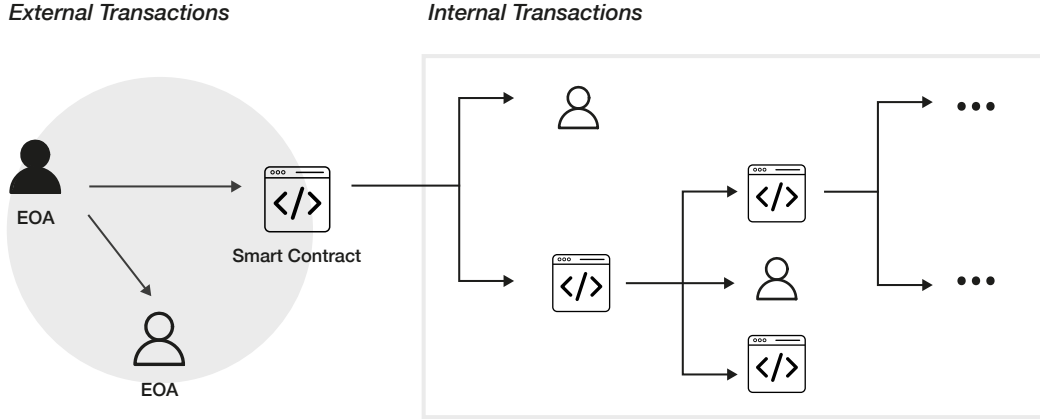 External Transactions
Internal Transactions
EOA
Smart Contract
EOA
</>
</>
</>
</>
...
...